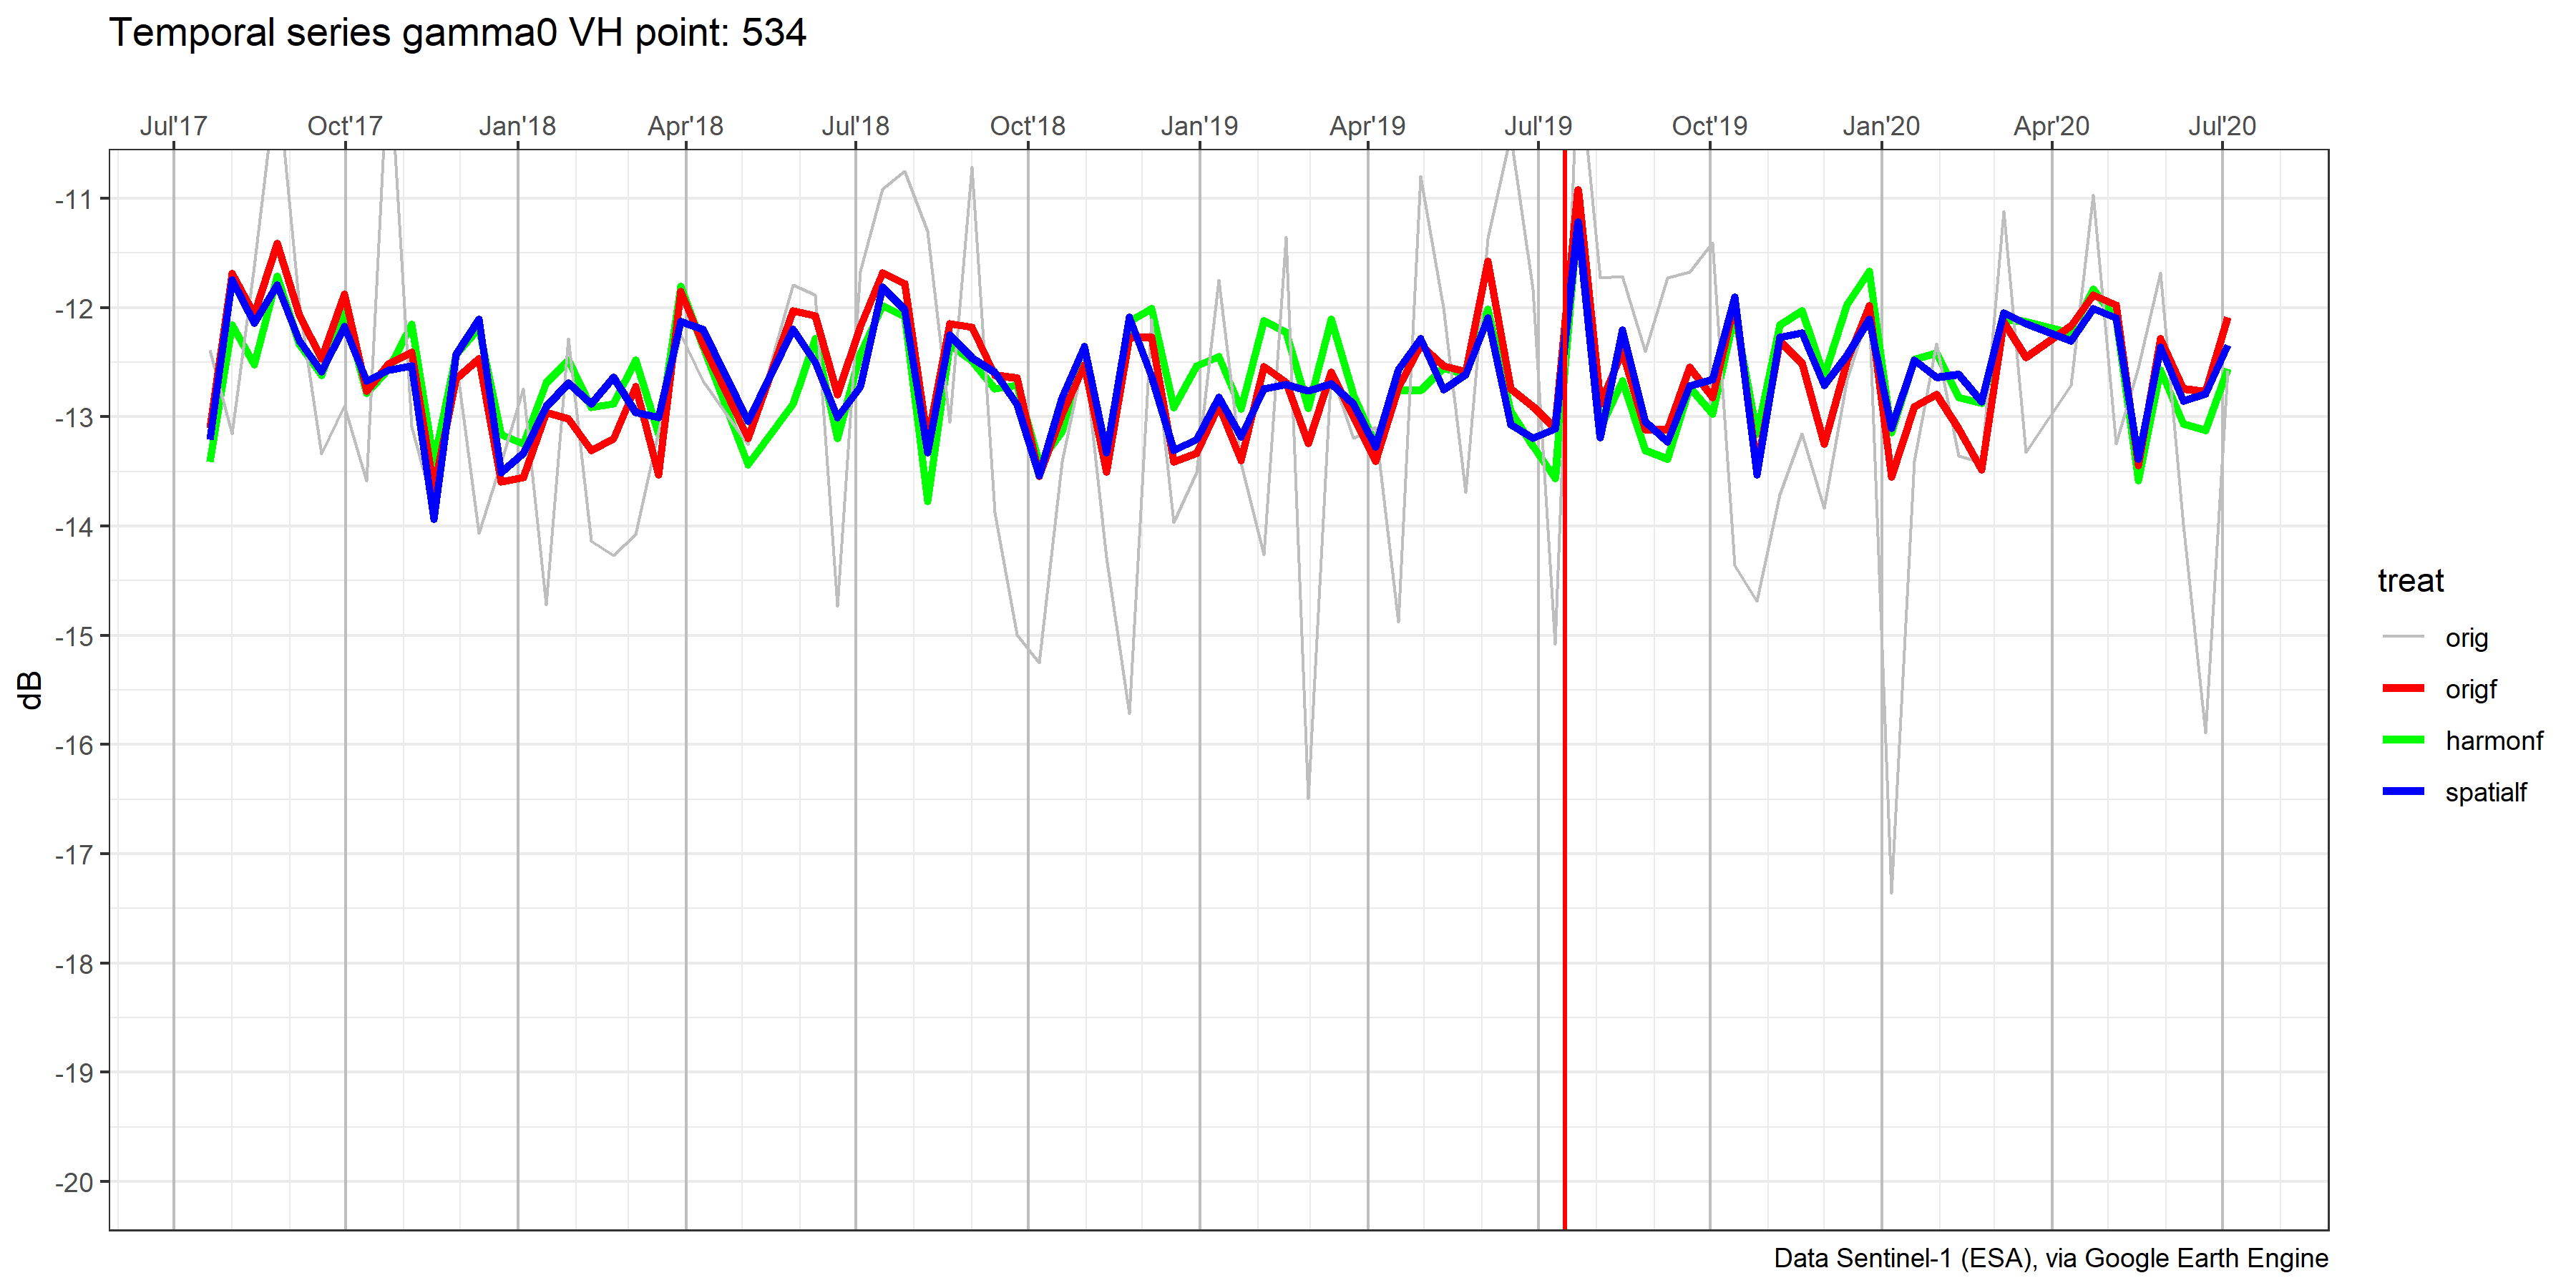 Temporal series gamma0 VH point: 534
Jul'17 Oct'17 Jan'18 Apr'18 Jul'18 Oct'18 Jan'19 Apr'19 Jul'19 Oct'19 Jan'20 Apr'20 Jul'20
-11
-12
-13
-14
-15
-16
-17
-18
-19
-20
dB
treat
orig
origf
harmonf
spatialf
Data Sentinel-1 (ESA), via Google Earth Engine